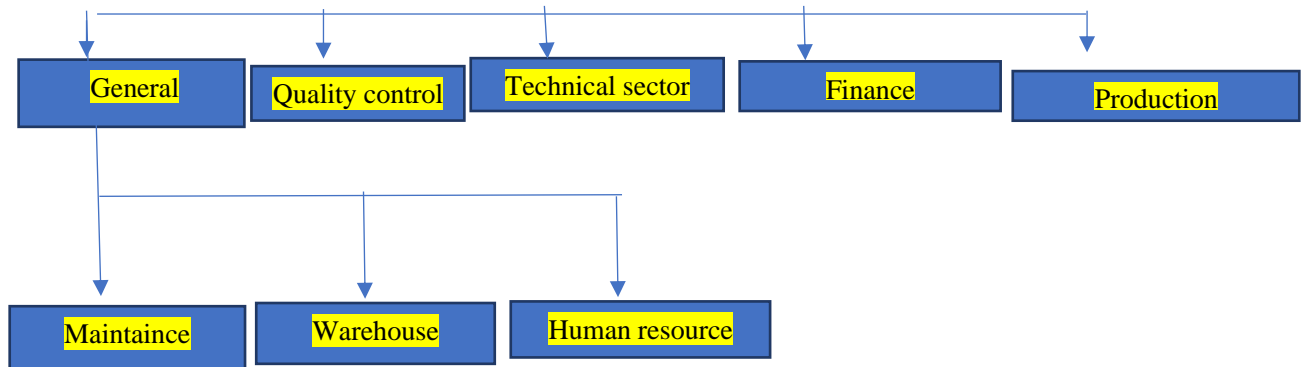 General
Quality control
Technical sector
Finance
Production
Maintaince
Warehouse
Human resource